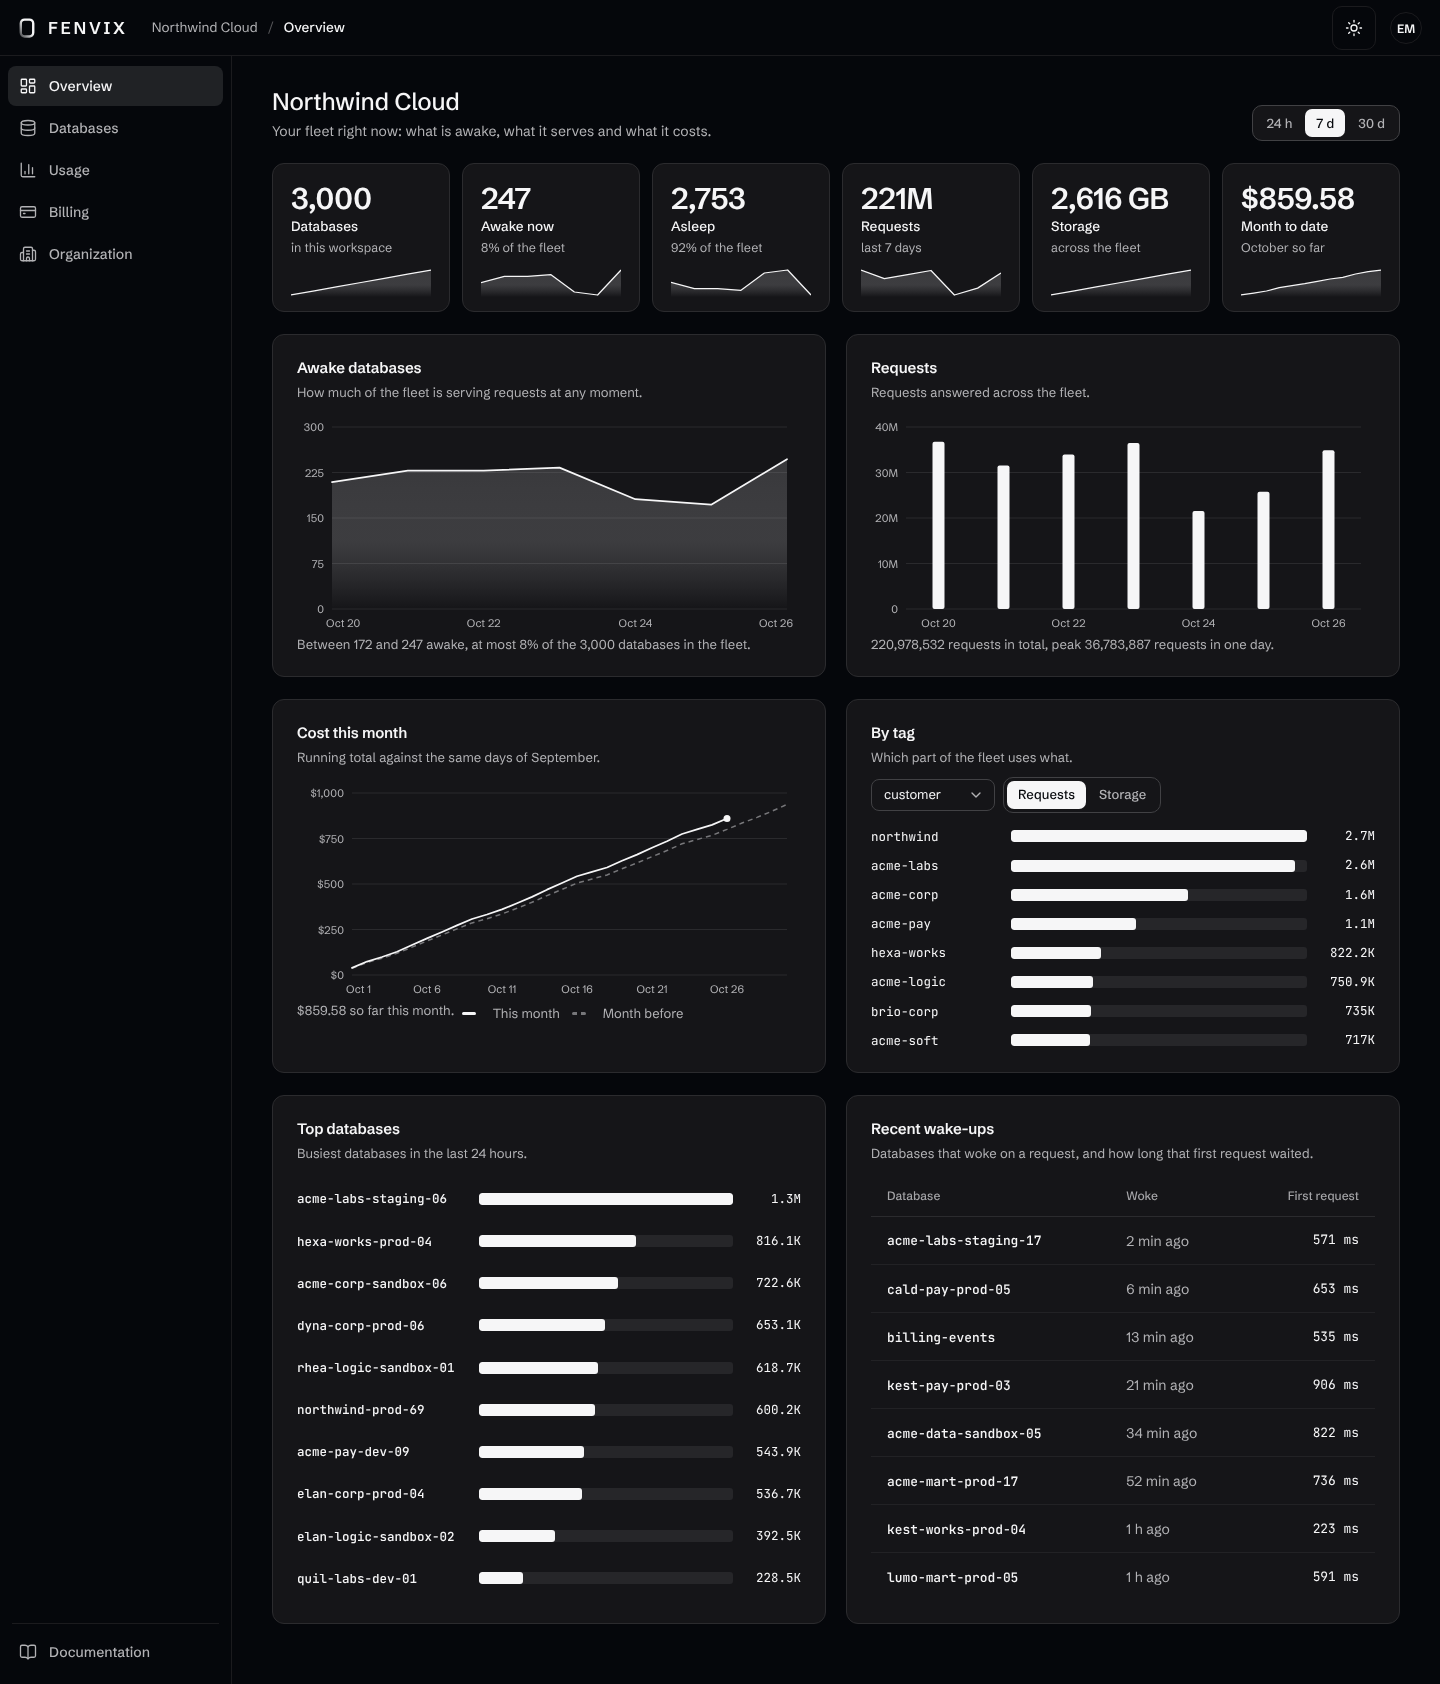 FENVIX Northwind Cloud / Overview EM
Overview
Databases
Usage
Billing
Organization
Documentation
Northwind Cloud
Your fleet right now: what is awake, what it serves and what it costs.
24 h 7 d 30 d
3,000
Databases
in this workspace
247
Awake now
8% of the fleet
2,753
Asleep
92% of the fleet
221M
Requests
last 7 days
2,616 GB
Storage
across the fleet
$859.58
Month to date
October so far
Awake databases
How much of the fleet is serving requests at any moment.
300
225
150
75
0
Oct 20 Oct 22 Oct 24 Oct 26
Between 172 and 247 awake, at most 8% of the 3,000 databases in the fleet.
Requests
Requests answered across the fleet.
40M
30M
20M
10M
0
Oct 20 Oct 22 Oct 24 Oct 26
220,978,532 requests in total, peak 36,783,887 requests in one day.
Cost this month
Running total against the same days of September.
$1,000
$750
$500
$250
$0
Oct 1 Oct 6 Oct 11 Oct 16 Oct 21 Oct 26
$859.58 so far this month. This month Month before
By tag
Which part of the fleet uses what.
customer Requests Storage
northwind 2.7M
acme-labs 2.6M
acme-corp 1.6M
acme-pay 1.1M
hexa-works 822.2K
acme-logic 750.9K
brio-corp 735K
acme-soft 717K
Top databases
Busiest databases in the last 24 hours.
acme-labs-staging-06 1.3M
hexa-works-prod-04 816.1K
acme-corp-sandbox-06 722.6K
dyna-corp-prod-06 653.1K
rhea-logic-sandbox-01 618.7K
northwind-prod-69 600.2K
acme-pay-dev-09 543.9K
elan-corp-prod-04 536.7K
elan-logic-sandbox-02 392.5K
quil-labs-dev-01 228.5K
Recent wake-ups
Databases that woke on a request, and how long that first request waited.
Database Woke First request
acme-labs-staging-17 2 min ago 571 ms
cald-pay-prod-05 6 min ago 653 ms
billing-events 13 min ago 535 ms
kest-pay-prod-03 21 min ago 906 ms
acme-data-sandbox-05 34 min ago 822 ms
acme-mart-prod-17 52 min ago 736 ms
kest-works-prod-04 1 h ago 223 ms
lumo-mart-prod-05 1 h ago 591 ms